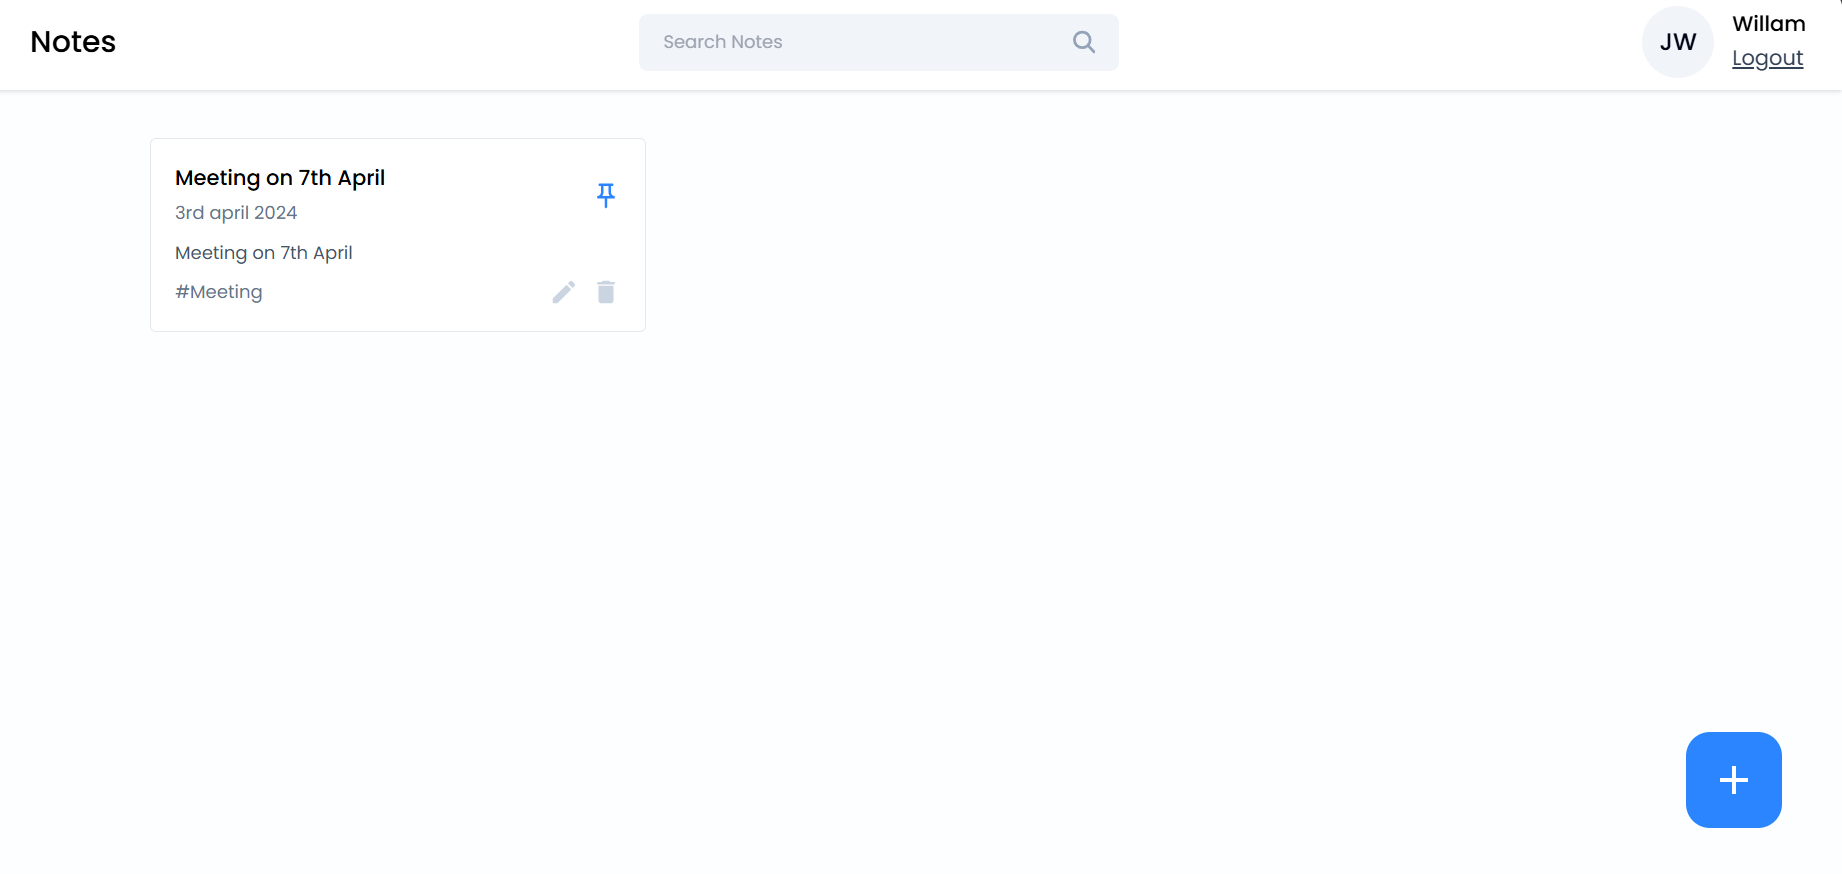 Notes
Search Notes
JW
Willam
Logout
Meeting on 7th April
3rd april 2024
Meeting on 7th April
#Meeting